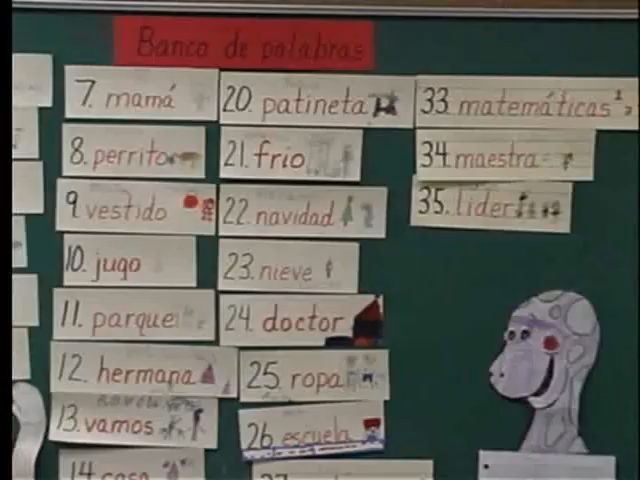 Banco de palabras
7. mamá
8. perrito
9. vestido
10. jugo
11. parque
12. hermana
13. vamos
14. casa
20. patineta
21. frio
22. navidad
23. nieve
24. doctor
25. ropa
26. escuela
27.
33. matemáticas
34. maestra
35. lider